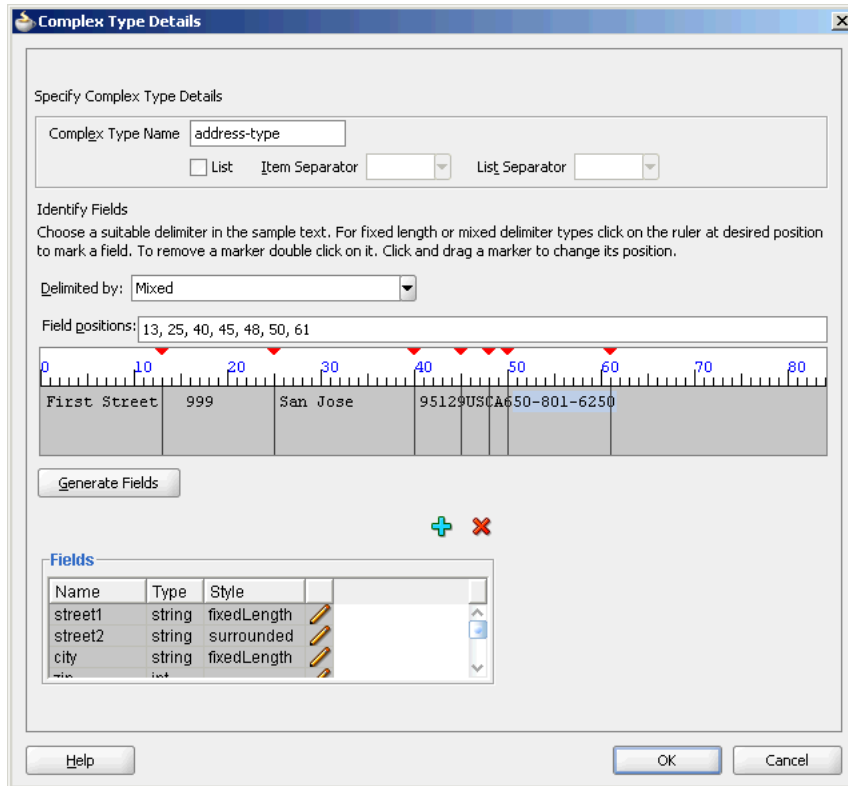 Complex Type Details
Specify Complex Type Details
Complex Type Name address-type
List Item Separator List Separator
Identify Fields
Choose a suitable delimiter in the sample text. For fixed length or mixed delimiter types click on the ruler at desired position
to mark a field. To remove a marker double click on it. Click and drag a marker to change its position.
Delimited by: Mixed
Field positions: 13, 25, 40, 45, 48, 50, 61
0 10 20 30 40 50 60 70 80
First Street 999 San Jose 95129USCA650-801-6250
Generate Fields
Fields
Name Type Style
street1 string fixedLength
street2 string surrounded
city string fixedLength
zip int
Help OK Cancel